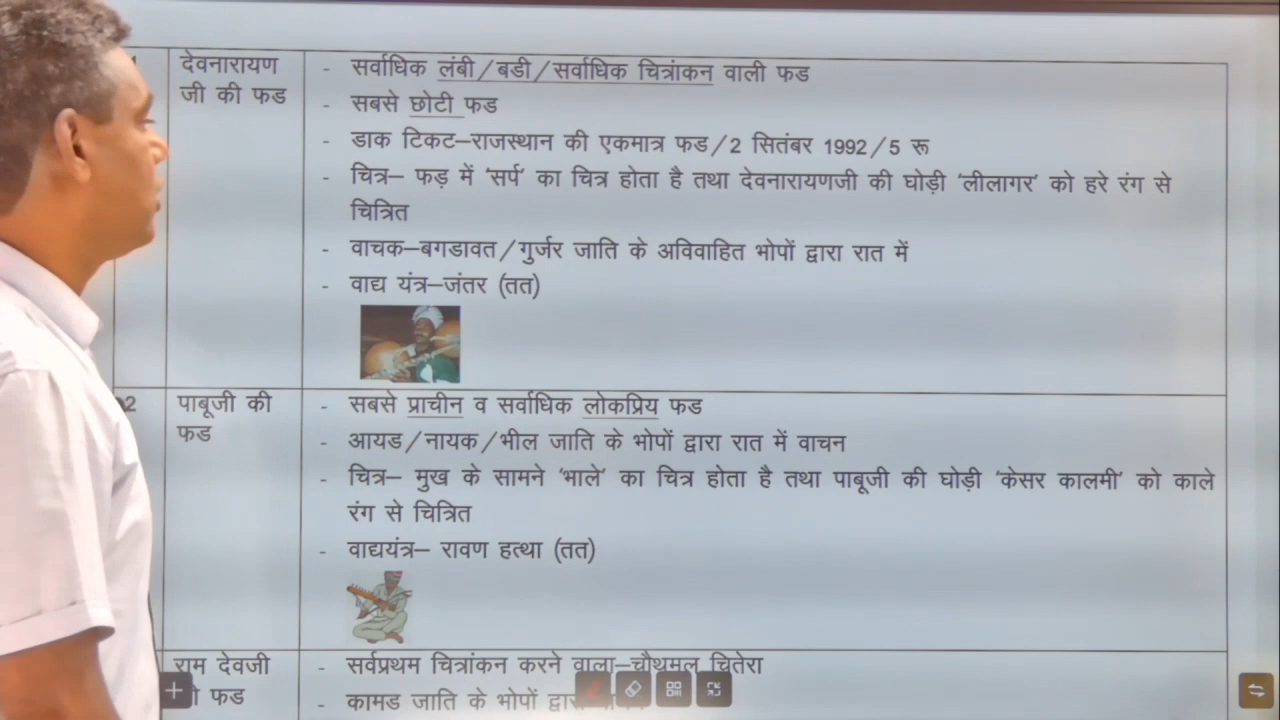 देवनारायण
जी की फड
- सर्वाधिक लंबी/बडी/सर्वाधिक चित्रांकन वाली फड
- सबसे छोटी फड
- डाक टिकट–राजस्थान की एकमात्र फड/2 सितंबर 1992/5 रू
- चित्र– फड़ में 'सर्प' का चित्र होता है तथा देवनारायणजी की घोड़ी 'लीलागर' को हरे रंग से
चित्रित
- वाचक–बगडावत/गुर्जर जाति के अविवाहित भोपों द्वारा रात में
- वाद्य यंत्र–जंतर (तत)
2
पाबूजी की
फड
- सबसे प्राचीन व सर्वाधिक लोकप्रिय फड
- आयड/नायक/भील जाति के भोपों द्वारा रात में वाचन
- चित्र– मुख के सामने 'भाले' का चित्र होता है तथा पाबूजी की घोड़ी 'केसर कालमी' को काले
रंग से चित्रित
- वाद्ययंत्र– रावण हत्था (तत)
राम देवजी
फड
- सर्वप्रथम चित्रांकन करने वाला–चौथमल चितेरा
- कामड जाति के भोपों